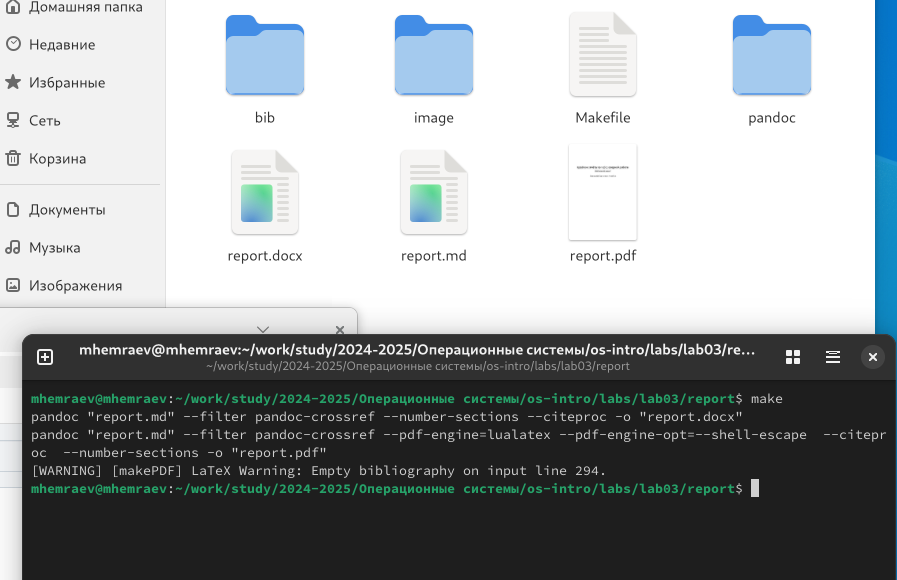 Домашняя папка
Недавние
Избранные
Сеть
Корзина
Документы
Музыка
Изображения
bib
image
Makefile
pandoc
report.docx
report.md
report.pdf
mhemraev@mhemraev:~/work/study/2024-2025/Операционные системы/os-intro/labs/lab03/re...
~/work/study/2024-2025/Операционные системы/os-intro/labs/lab03/report
mhemraev@mhemraev:~/work/study/2024-2025/Операционные системы/os-intro/labs/lab03/report$ make
pandoc "report.md" --filter pandoc-crossref --number-sections --citeproc -o "report.docx"
pandoc "report.md" --filter pandoc-crossref --pdf-engine=lualatex --pdf-engine-opt=--shell-escape  --citepr
oc  --number-sections -o "report.pdf"
[WARNING] [makePDF] LaTeX Warning: Empty bibliography on input line 294.
mhemraev@mhemraev:~/work/study/2024-2025/Операционные системы/os-intro/labs/lab03/report$